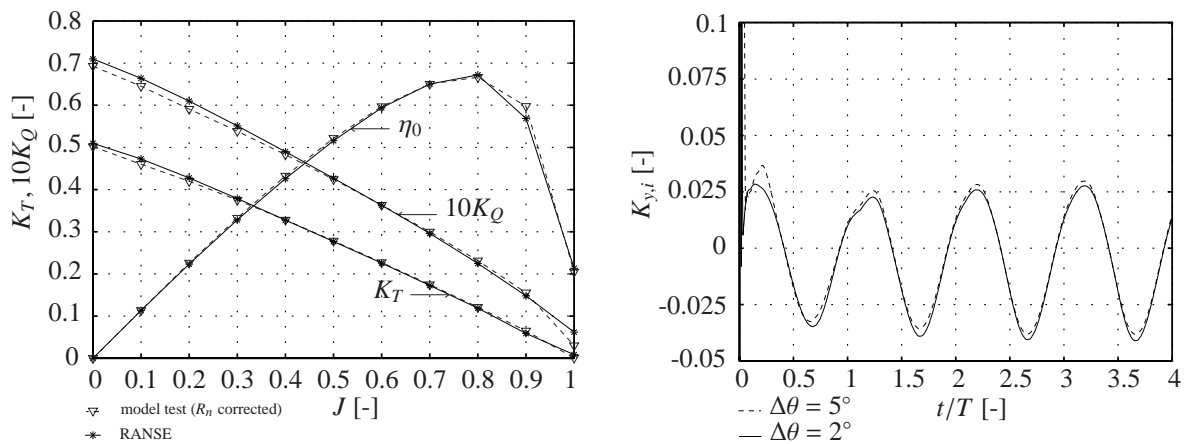 0.8
0.7
0.6
0.5
0.4
0.3
0.2
0.1
0
K_T, 10K_Q [-]
η_0
10K_Q
K_T
0 0.1 0.2 0.3 0.4 0.5 0.6 0.7 0.8 0.9 1
J [-]
model test (R_n corrected)
RANSE
0.1
0.075
0.05
0.025
0
-0.025
-0.05
K_{y,i} [-]
0 0.5 1 1.5 2 2.5 3 3.5 4
t/T [-]
Δθ = 5°
Δθ = 2°